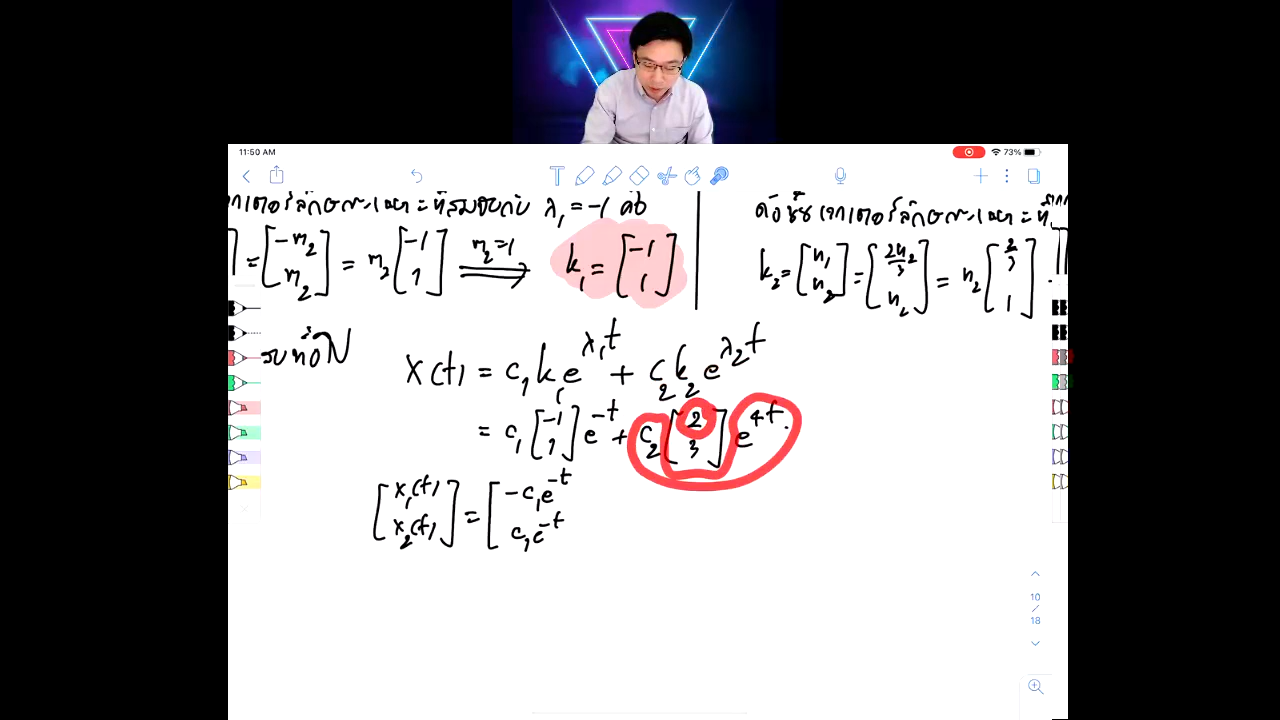 11:50 AM
73%
λ₁ = -1 คือ
= [-n₂; n₂] = n₂ [-1; 1] n₂=1 ⟹ k₁ = [-1; 1]
k₂ = [n₁; n₂] = [2n₂/3; n₂] = n₂ [2/3; 1]
X(t) = c₁k₁e^{λ₁t} + c₂k₂e^{λ₂t}
= c₁ [-1; 1] e^{-t} + c₂ [2; 3] e^{4t}.
[x₁(t); x₂(t)] = [-c₁e^{-t}; c₁e^{-t}
10
/
18